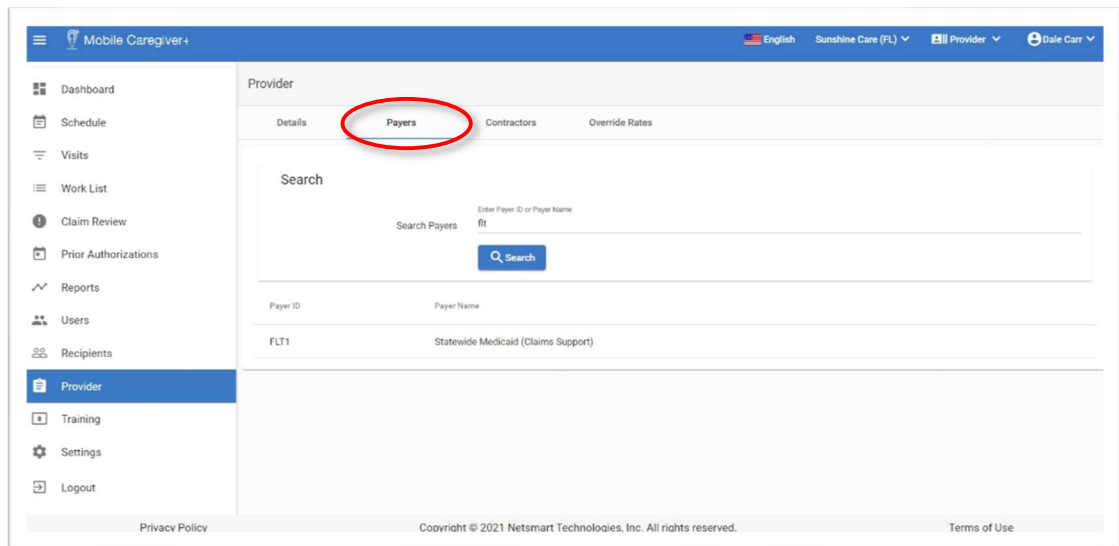 Mobile Caregiver+
English Sunshine Care (FL) Provider Dale Carr
Dashboard
Schedule
Visits
Work List
Claim Review
Prior Authorizations
Reports
Users
Recipients
Provider
Training
Settings
Logout
Provider
Details Payers Contractors Override Rates
Search
Enter Payer ID or Payer Name
Search Payers flt
Search
Payer ID Payer Name
FLT1 Statewide Medicaid (Claims Support)
Privacy Policy Copyright © 2021 Netsmart Technologies, Inc. All rights reserved. Terms of Use